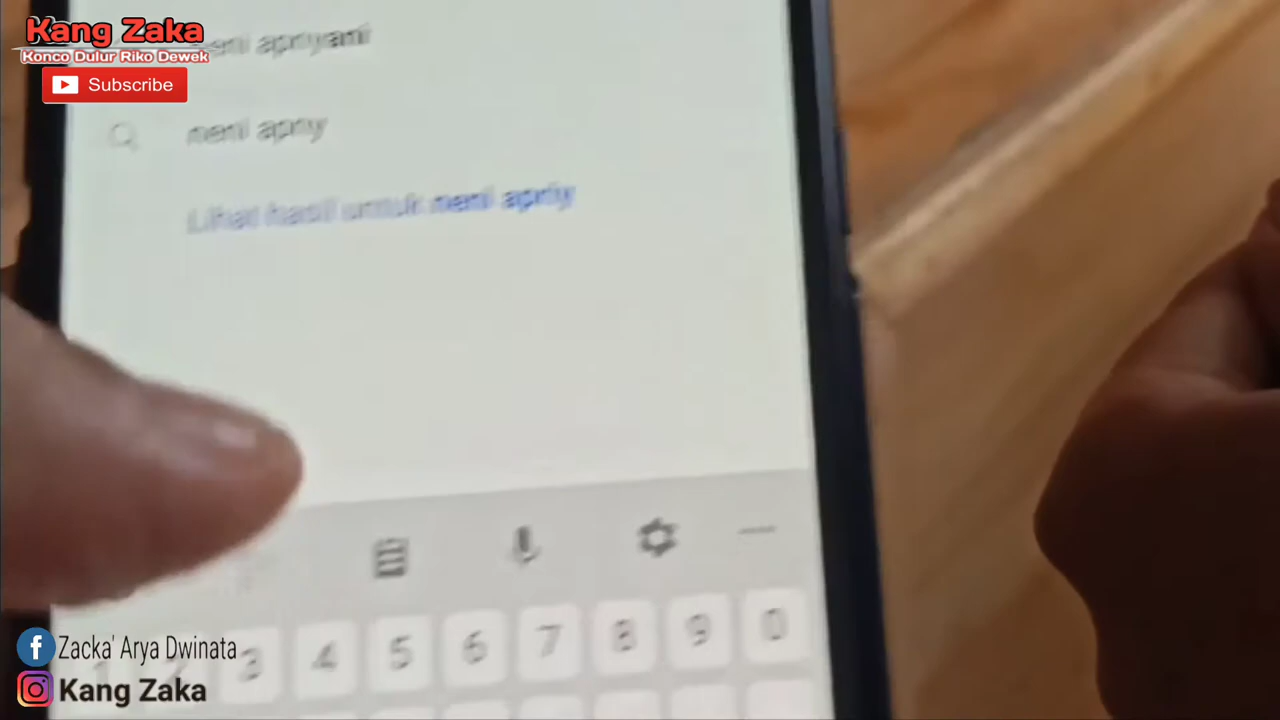 Kang Zaka
Konco Dulur Riko Dewek
Subscribe
neni apriyani
neni apriy
Lihat hasil untuk neni apriy
3 4 5 6 7 8 9 0
Zacka' Arya Dwinata
Kang Zaka